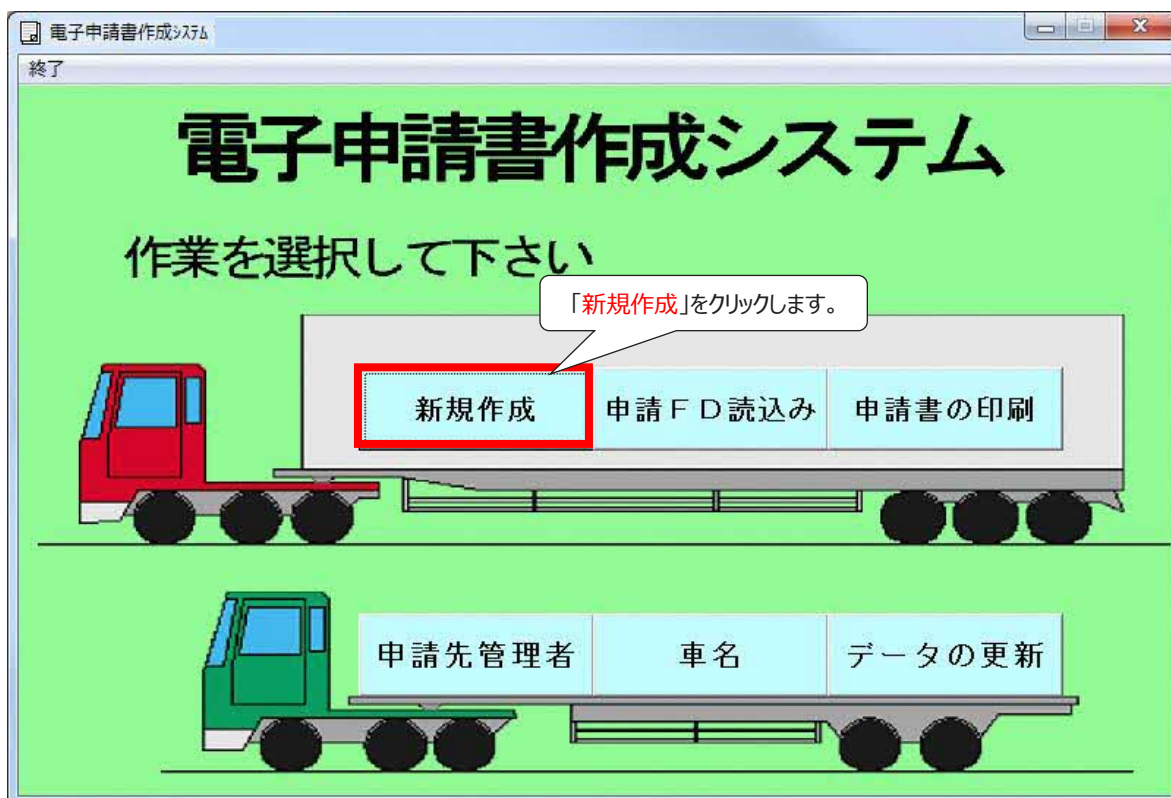 電子申請書作成ｼｽﾃﾑ
終了
電子申請書作成システム
作業を選択して下さい
「新規作成」をクリックします。
新規作成 申請ＦＤ読込み 申請書の印刷
申請先管理者 車名 データの更新